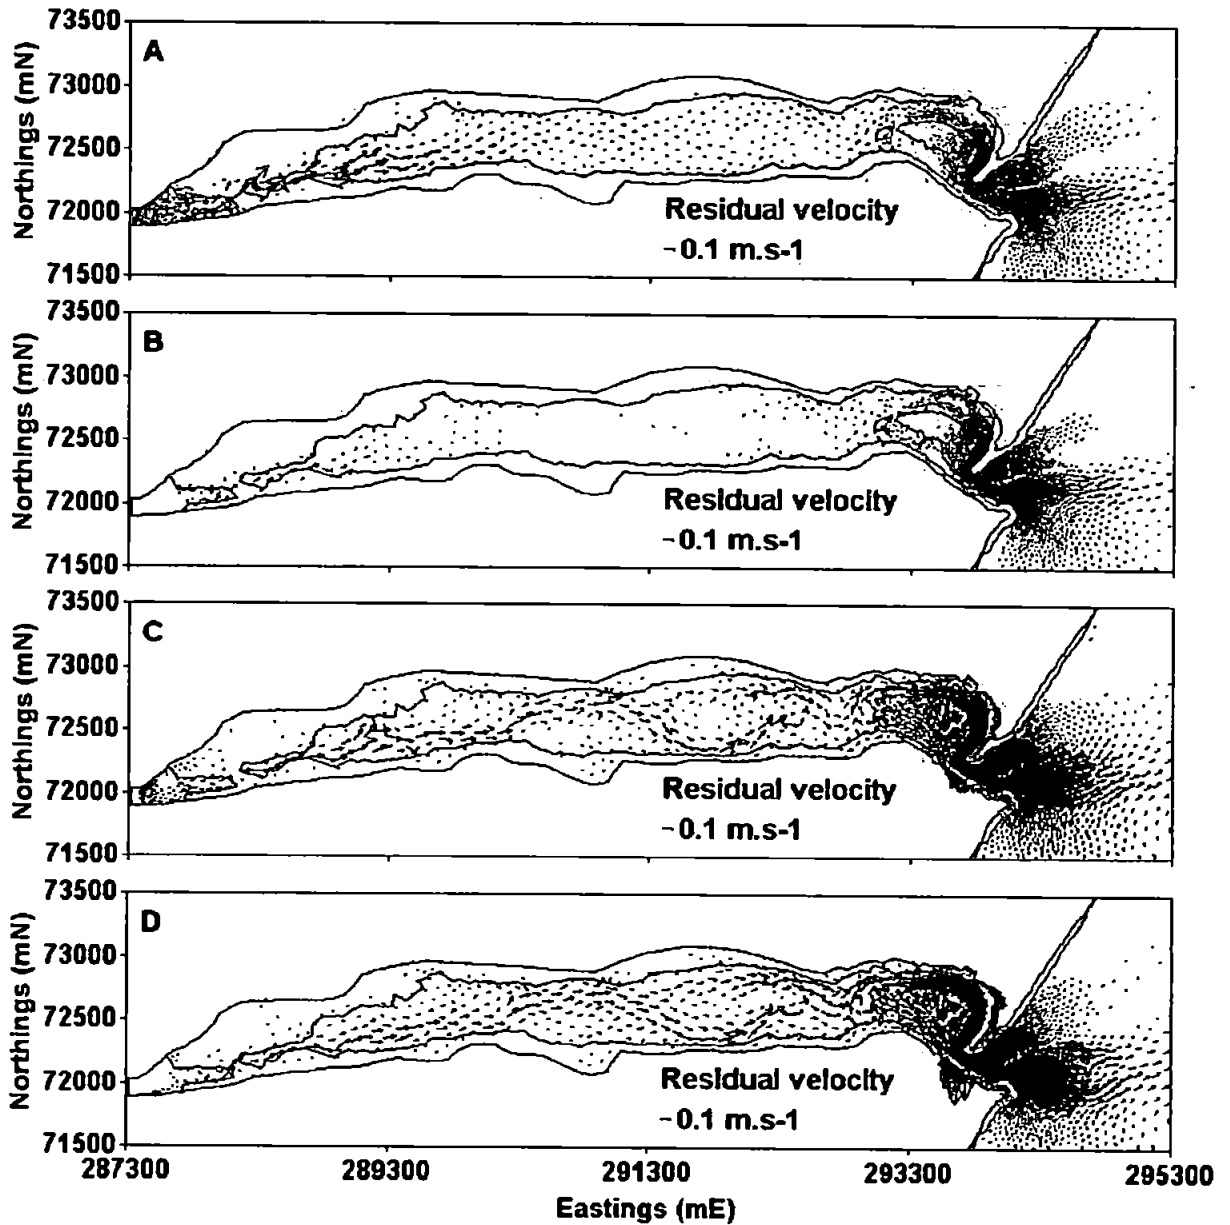 73500
A
73000
72500
72000
71500
Northings (mN)
Residual velocity
-0.1 m.s-1
73500
B
73000
72500
72000
71500
Northings (mN)
Residual velocity
-0.1 m.s-1
73500
C
73000
72500
72000
71500
Northings (mN)
Residual velocity
-0.1 m.s-1
73500
D
73000
72500
72000
71500
Northings (mN)
Residual velocity
-0.1 m.s-1
287300 289300 291300 293300 295300
Eastings (mE)